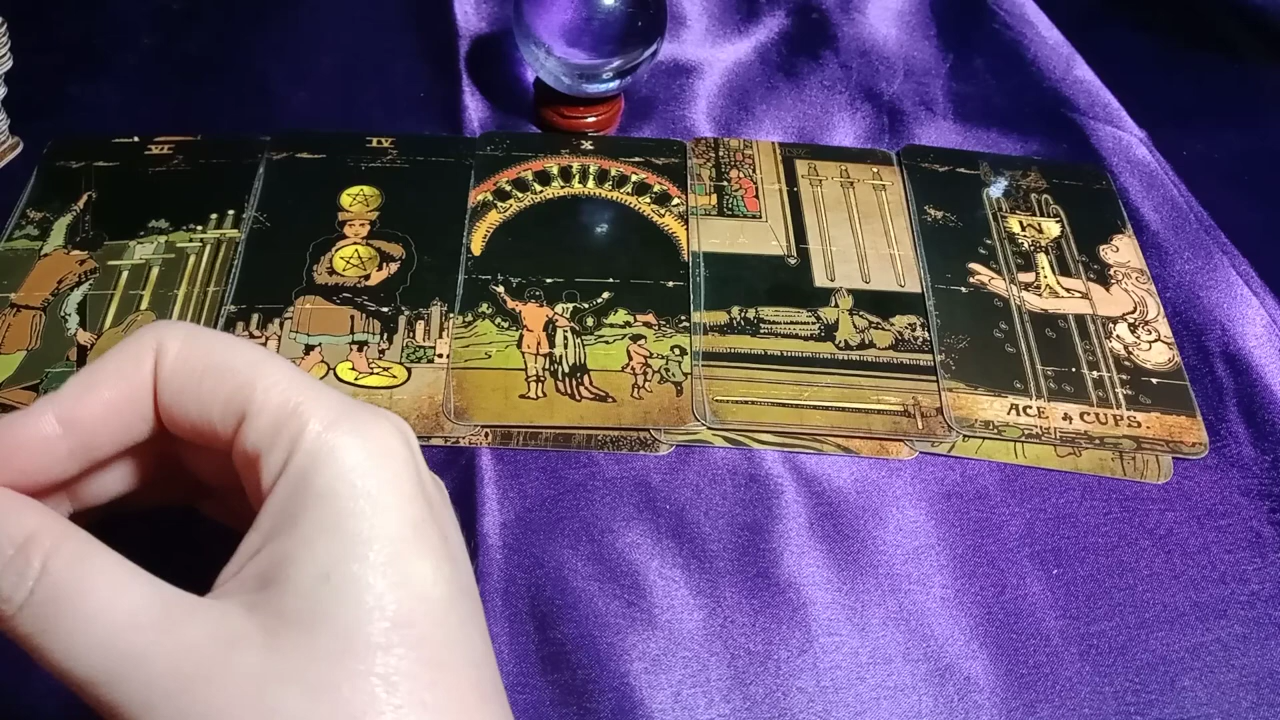 VI
IV
X
W
ACE of CUPS.